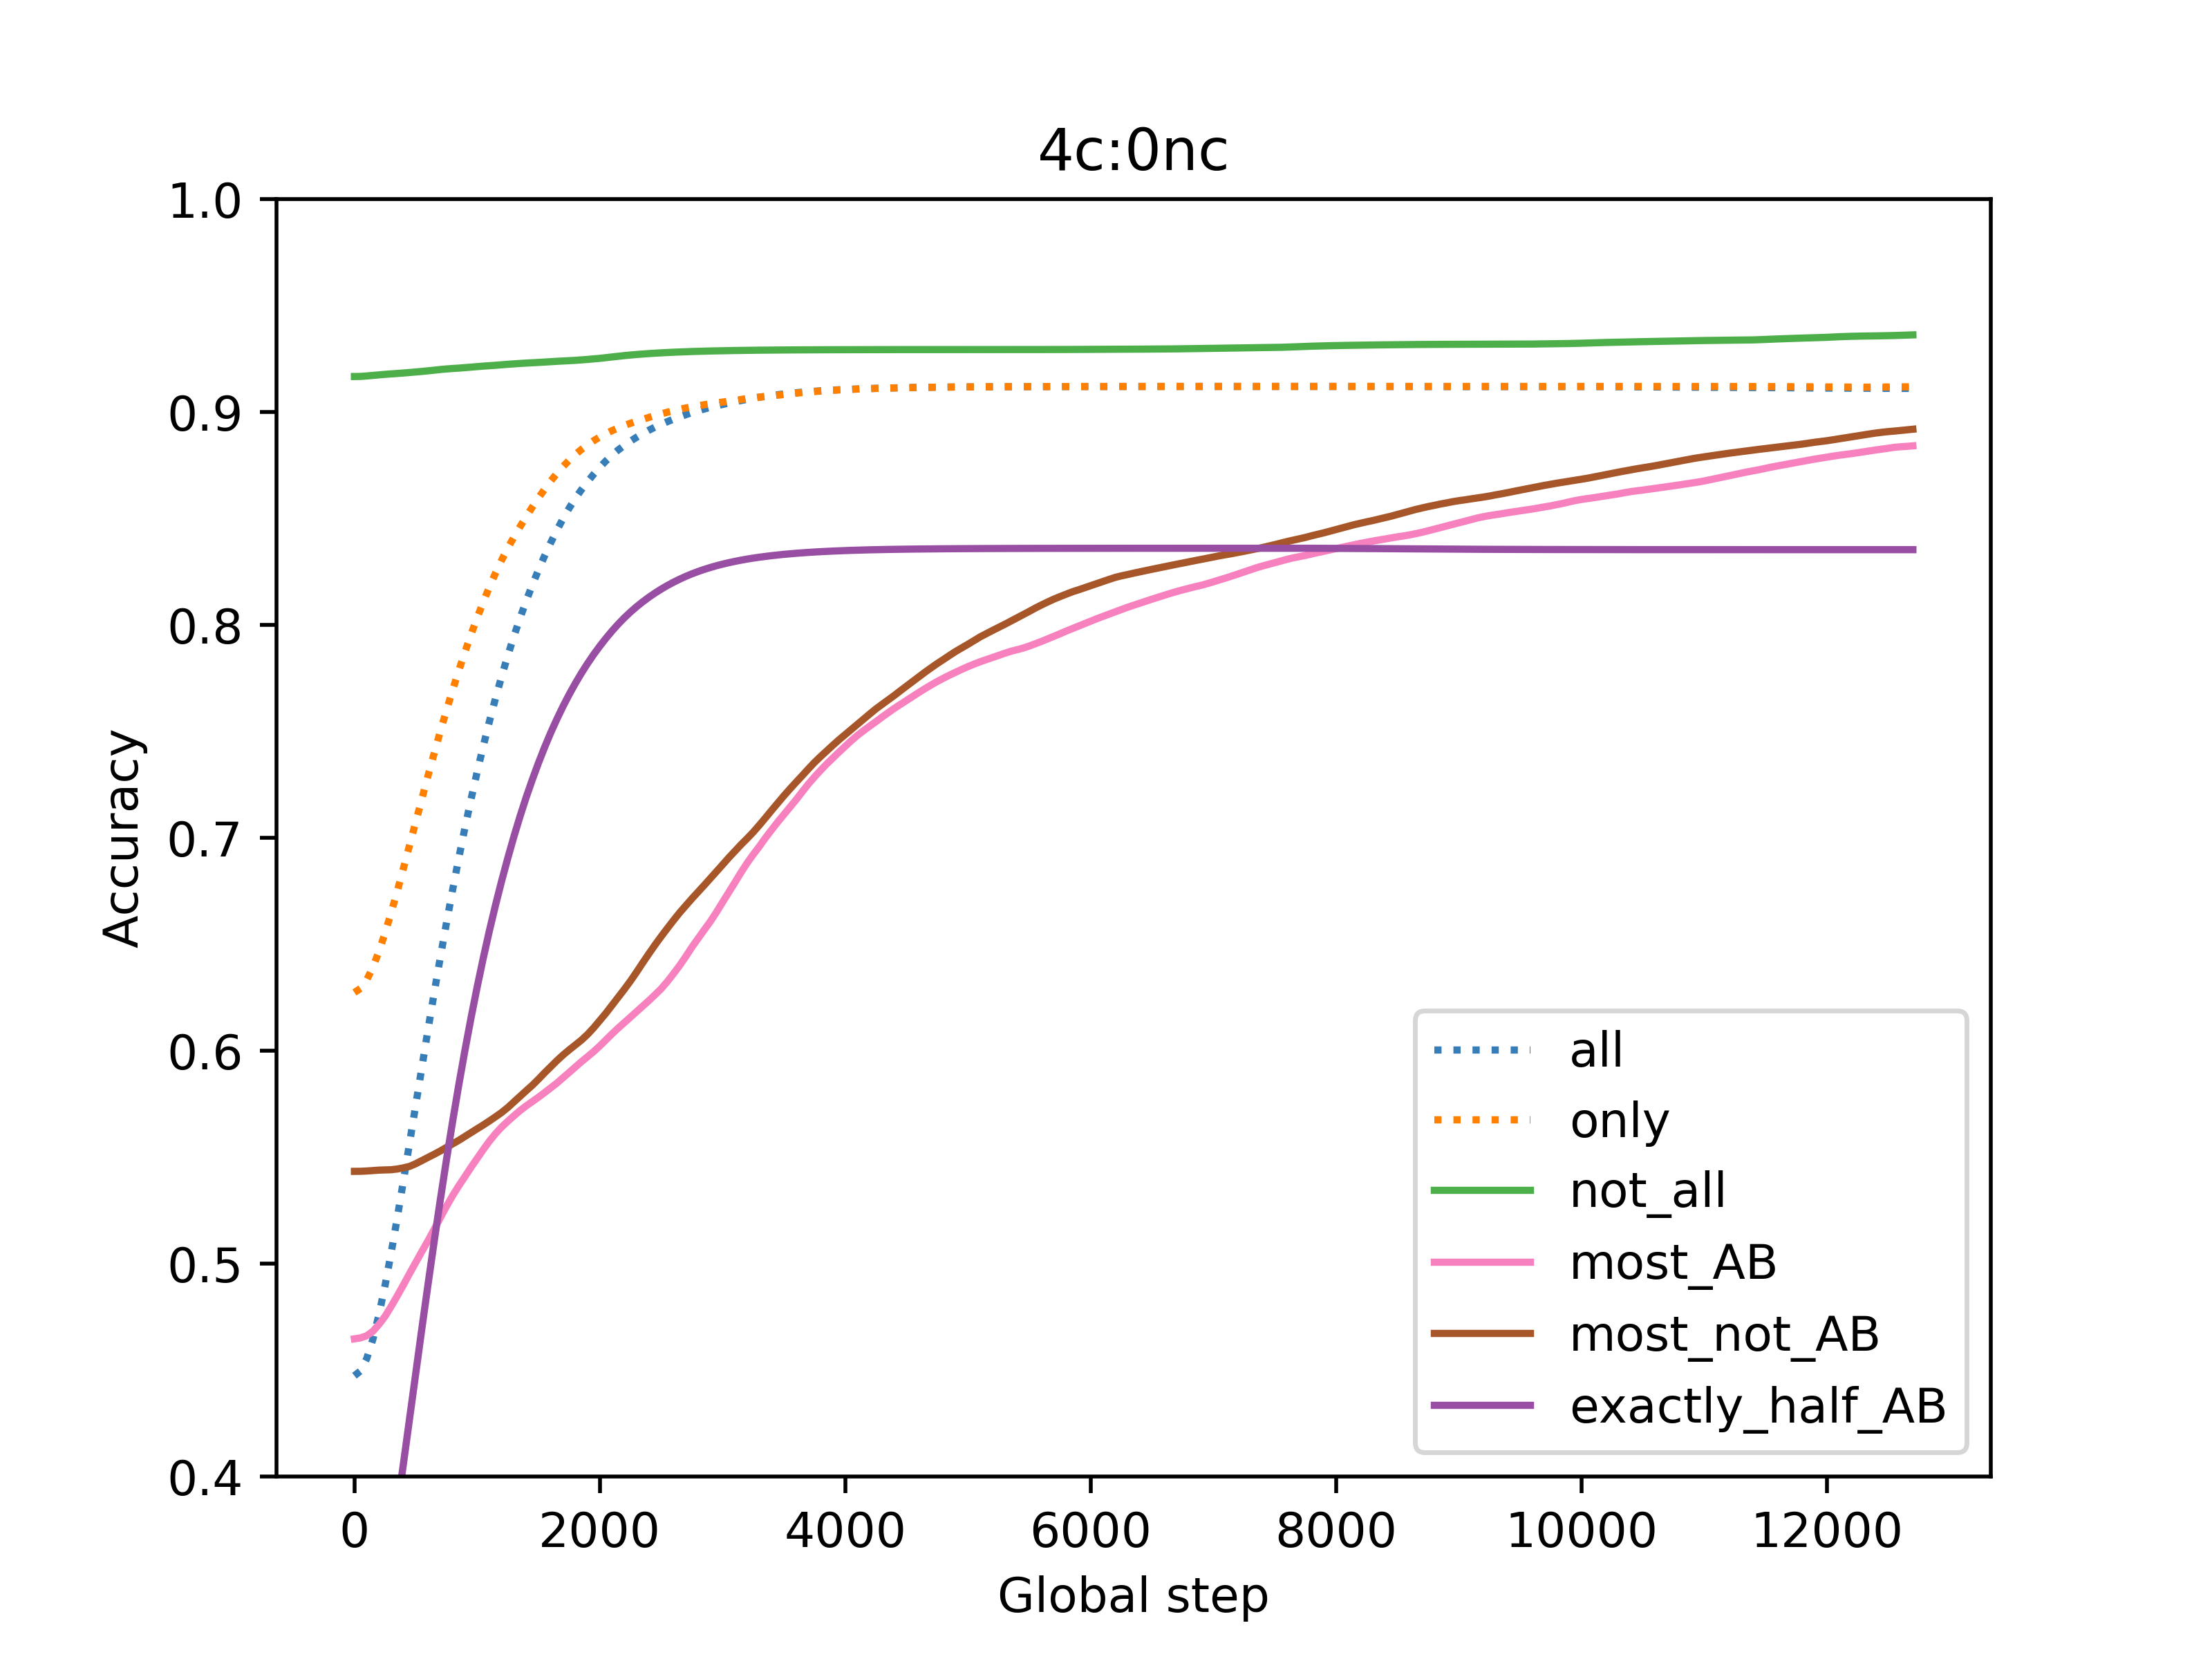 4c:0nc
1.0
0.9
0.8
0.7
0.6
0.5
0.4
Accuracy
0 2000 4000 6000 8000 10000 12000
Global step
all
only
not_all
most_AB
most_not_AB
exactly_half_AB